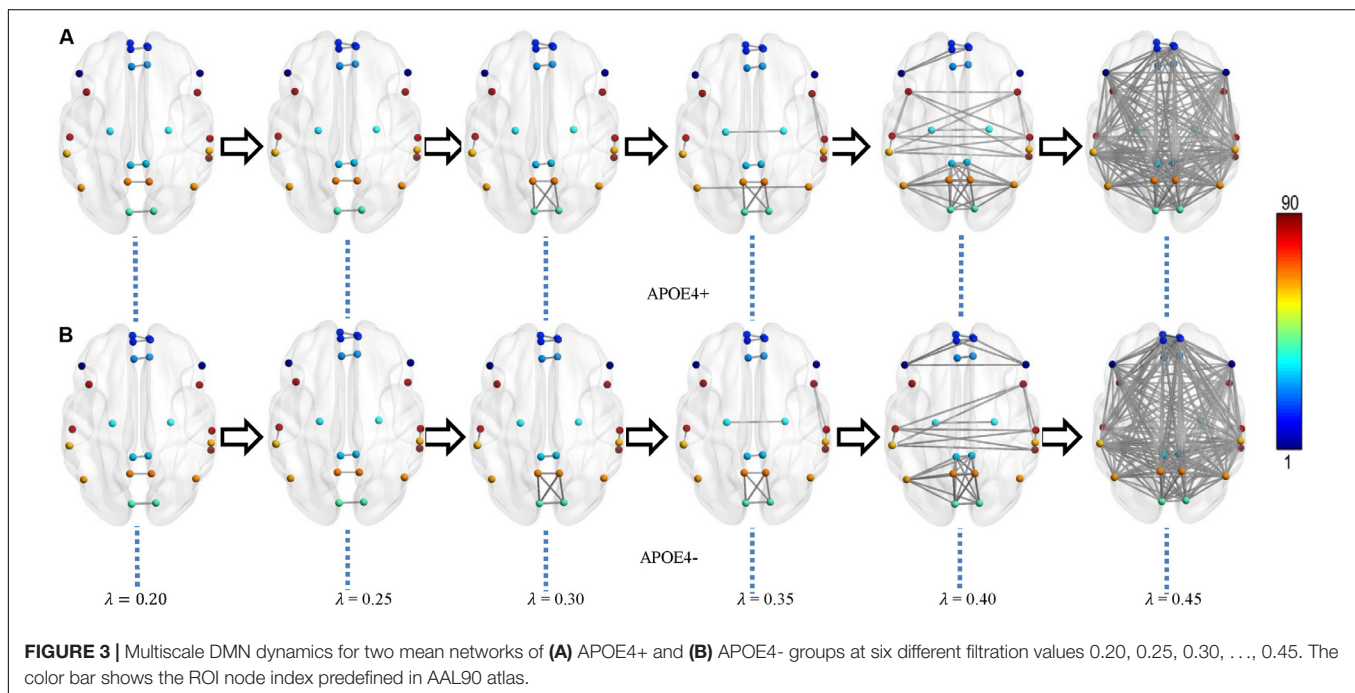 A
90
APOE4+
B
1
APOE4-
λ = 0.20 λ = 0.25 λ = 0.30 λ = 0.35 λ = 0.40 λ = 0.45
FIGURE 3 | Multiscale DMN dynamics for two mean networks of (A) APOE4+ and (B) APOE4- groups at six different filtration values 0.20, 0.25, 0.30, . . ., 0.45. The
color bar shows the ROI node index predefined in AAL90 atlas.